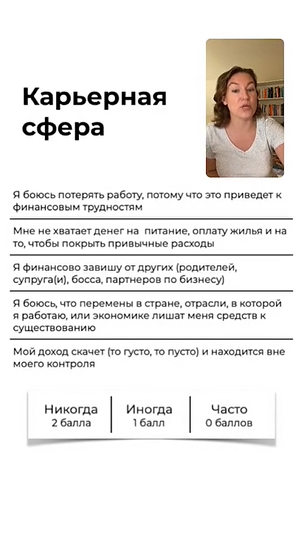 Карьерная
сфера
Я боюсь потерять работу, потому что это приведет к
финансовым трудностям
Мне не хватает денег на питание, оплату жилья и на
то, чтобы покрыть привычные расходы
Я финансово завишу от других (родителей,
супруга(и), босса, партнеров по бизнесу)
Я боюсь, что перемены в стране, отрасли, в которой
я работаю, или экономике лишат меня средств к
существованию
Мой доход скачет (то густо, то пусто) и находится вне
моего контроля
Никогда Иногда Часто
2 балла 1 балл 0 баллов